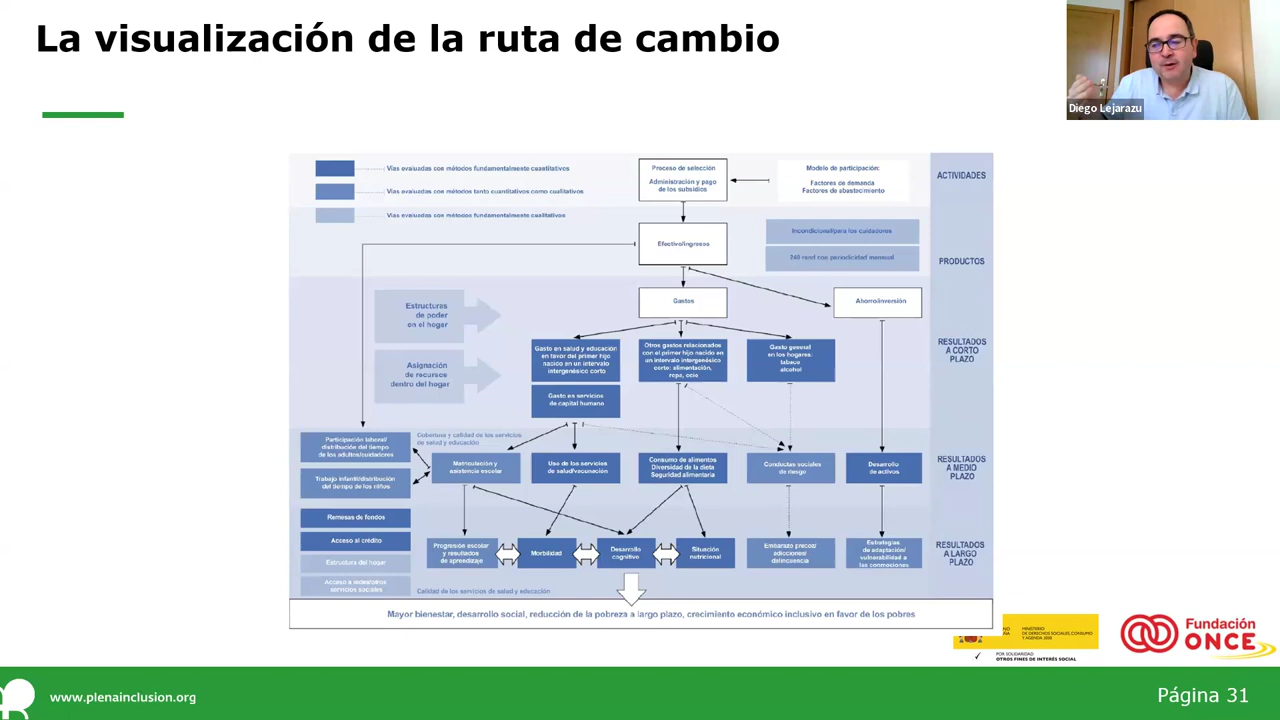 La visualización de la ruta de cambio
Diego Lejarazu
Vías evaluadas con métodos fundamentalmente cuantitativos
Vías evaluadas con métodos tanto cuantitativos como cualitativos
Vías evaluadas con métodos fundamentalmente cualitativos
Proceso de selección
Administración y pago
de los subsidios
Modelo de participación:
Factores de demanda
Factores de abastecimiento
ACTIVIDADES
Efectivo/ingreso
Incondicional/para los cuidadores
con periodicidad mensual
PRODUCTOS
Gastos
Ahorro/inversión
Estructuras
de poder
en el hogar
Asignación
de recursos
dentro del hogar
Gasto en salud y educación
en favor del primer hijo
nacido en un intervalo
intergenésico corto
Otros gastos relacionados
con el primer hijo nacido en
un intervalo intergenésico
corto: alimentación,
ropa, ocio
Gasto general
en los hogares:
tabaco
alcohol
RESULTADOS
A CORTO
PLAZO
Gasto en servicios
de capital humano
Cobertura y calidad de los servicios
de salud y educación
Participación laboral/
distribución del tiempo
de los adultos/cuidadores
Trabajo infantil/distribución
del tiempo de los niños
Matriculación y
asistencia escolar
Uso de los servicios
de salud/vacunación
Consumo de alimentos
Diversidad de la dieta
Seguridad alimentaria
Conductas sociales
de riesgo
Desarrollo
de activos
RESULTADOS
A MEDIO
PLAZO
Remesas de fondos
Acceso al crédito
Estructura del hogar
Acceso a
servicios sociales
Progresión escolar
y resultados
de aprendizaje
Morbilidad
Desarrollo
cognitivo
Situación
nutricional
Embarazo precoz/
adicciones/
delincuencia
Estrategias
de adaptación/
vulnerabilidad a
las conmociones
RESULTADOS
A LARGO
PLAZO
Calidad de los servicios de salud y educación
Mayor bienestar, desarrollo social, reducción de la pobreza a largo plazo, crecimiento económico inclusivo en favor de los pobres
MINISTERIO
DE DERECHOS SOCIALES, CONSUMO
Y AGENDA 2030
POR SOLIDARIDAD
OTROS FINES DE INTERÉS SOCIAL
Fundación
ONCE
www.plenainclusion.org
Página 31